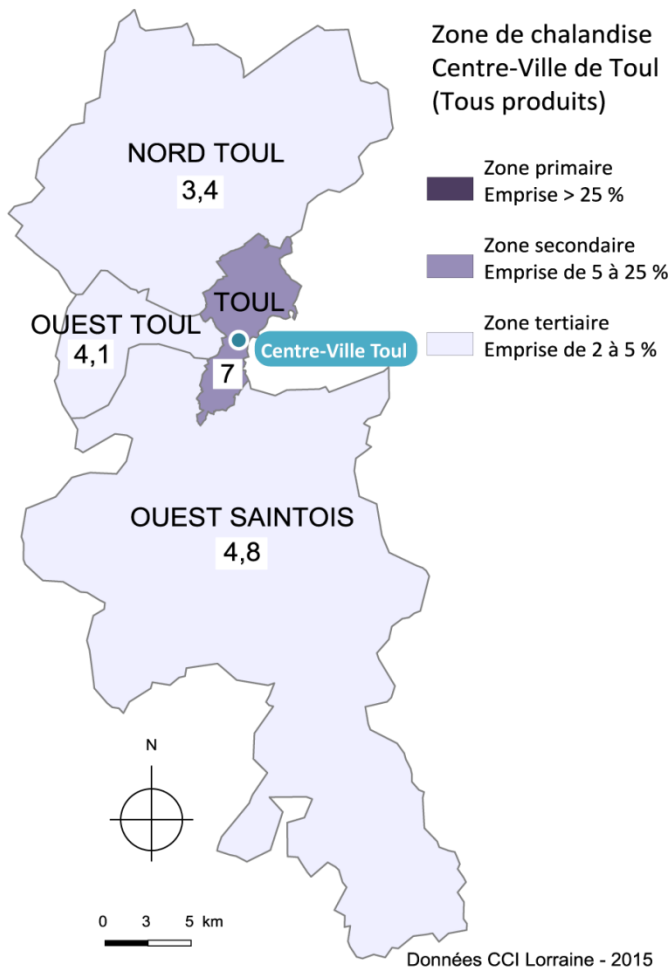 Zone de chalandise
Centre-Ville de Toul
(Tous produits)
Zone primaire
Emprise > 25 %
Zone secondaire
Emprise de 5 à 25 %
Zone tertiaire
Emprise de 2 à 5 %
NORD TOUL
3,4
TOUL
OUEST TOUL
4,1
Centre-Ville Toul
7
OUEST SAINTOIS
4,8
N
0 3 5 km
Données CCI Lorraine - 2015